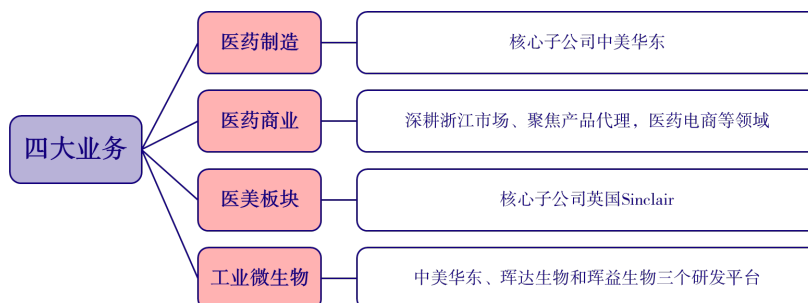 四大业务
医药制造
核心子公司中美华东
医药商业
深耕浙江市场、聚焦产品代理，医药电商等领域
医美板块
核心子公司英国Sinclair
工业微生物
中美华东、珲达生物和珲益生物三个研发平台